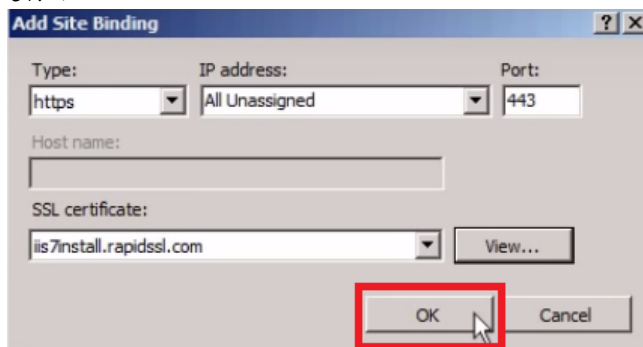 Add Site Binding
Type: IP address: Port:
https All Unassigned 443
Host name:
SSL certificate:
iis7install.rapidssl.com View...
OK Cancel